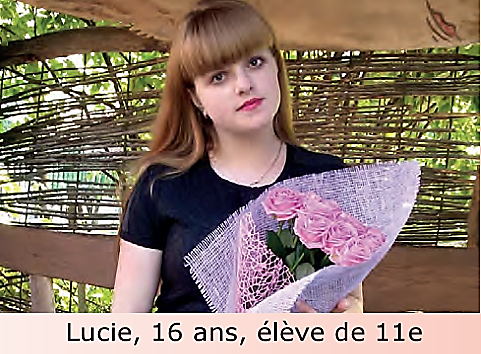 Lucie, 16 ans, élève de 11e